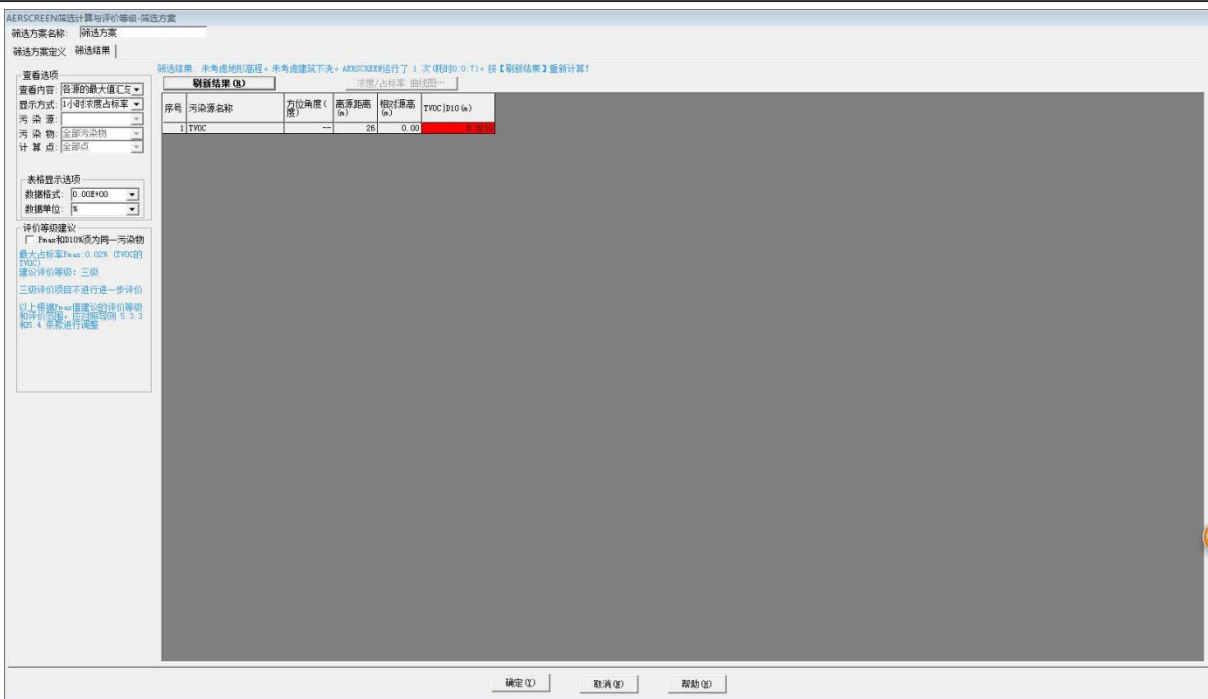 AERSCREEN筛选计算与评价等级-筛选方案
筛选方案名称: 筛选方案
筛选方案定义 筛选结果
筛选结果: 未考虑地形高程。未考虑建筑下洗。AERSCREEN运行了 1 次(耗时0:0:7)。按【刷新结果】重新计算!
查看选项
查看内容: 各源的最大值汇总
显示方式: 1小时浓度占标率
污 染 源:
污 染 物: 全部污染物
计 算 点: 全部点
表格显示选项
数据格式: 0.00E+00
数据单位: %
评价等级建议
Pmax和D10%须为同一污染物
最大占标率Pmax:0.02% (TVOC的
TVOC)
建议评价等级: 三级
三级评价项目不进行进一步评价
以上根据Pmax值建议的评价等级
和评价范围,应对照导则 5.3.3
和5.4 条款进行调整
刷新结果(R) 浓度/占标率 曲线图…
序号 污染源名称 方位角度(度) 离源距离(m) 相对源高(m) TVOC|D10(m)
1 TVOC -- 26 0.00 0.02|0
确定(Y) 取消(N) 帮助(H)